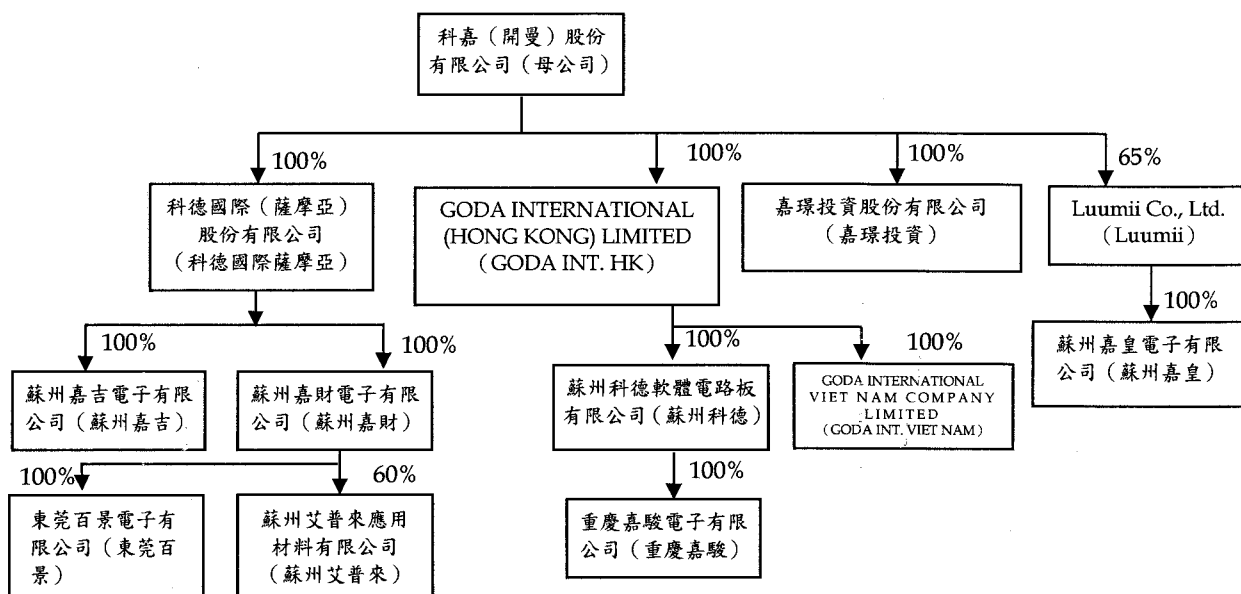 科嘉（開曼）股份
有限公司（母公司）
100%
100%
100%
65%
科德國際（薩摩亞）
股份有限公司
（科德國際薩摩亞）
GODA INTERNATIONAL
(HONG KONG) LIMITED
（GODA INT. HK）
嘉璟投資股份有限公司
（嘉璟投資）
Luumii Co., Ltd.
（Luumii）
100%
100%
100%
100%
100%
蘇州嘉吉電子有限
公司（蘇州嘉吉）
蘇州嘉財電子有限
公司（蘇州嘉財）
蘇州科德軟體電路板
有限公司（蘇州科德）
GODA INTERNATIONAL
VIET NAM COMPANY
LIMITED
（GODA INT. VIET NAM）
蘇州嘉皇電子有限
公司（蘇州嘉皇）
100%
60%
100%
東莞百景電子有
限公司（東莞百
景）
蘇州艾普來應用
材料有限公司
（蘇州艾普來）
重慶嘉駿電子有限
公司（重慶嘉駿）